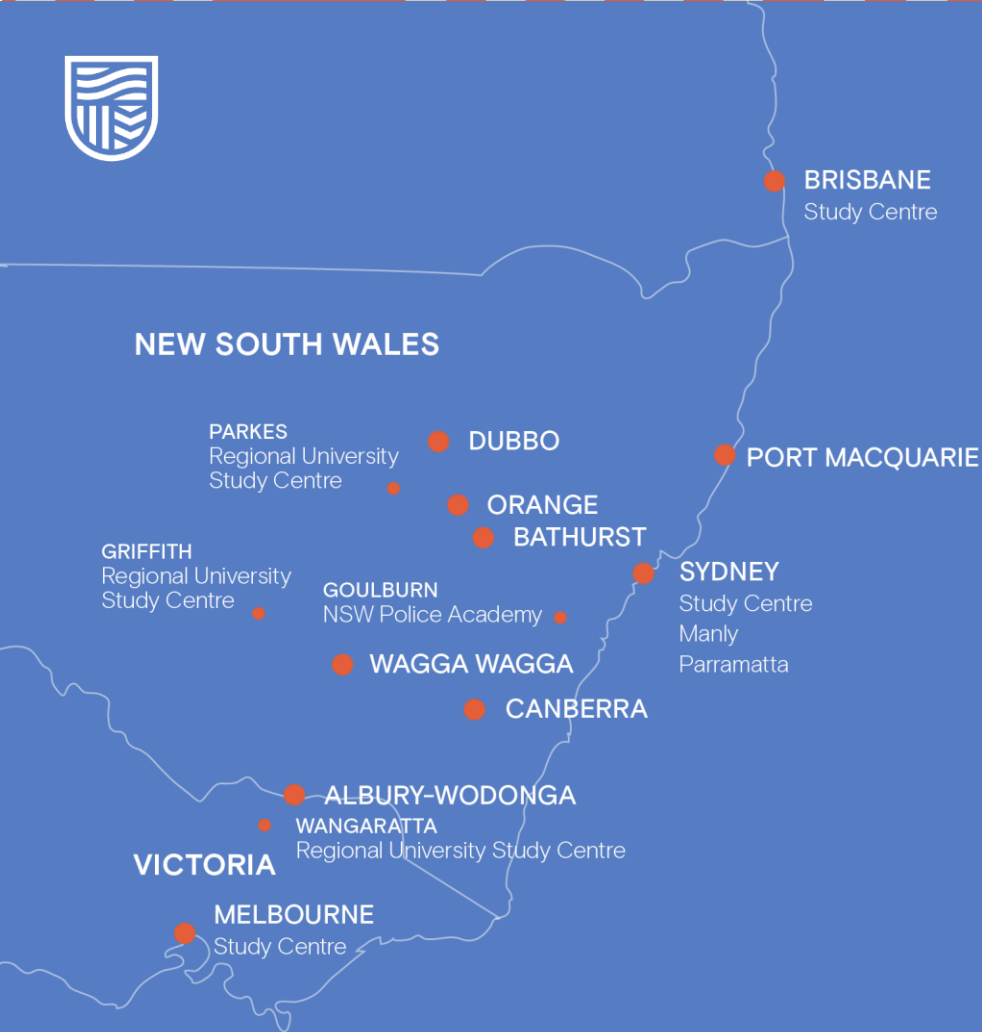 BRISBANE
Study Centre
NEW SOUTH WALES
PARKES
Regional University
Study Centre
DUBBO
PORT MACQUARIE
ORANGE
BATHURST
GRIFFITH
Regional University
Study Centre
GOULBURN
NSW Police Academy
SYDNEY
Study Centre
Manly
Parramatta
WAGGA WAGGA
CANBERRA
ALBURY-WODONGA
WANGARATTA
Regional University Study Centre
VICTORIA
MELBOURNE
Study Centre